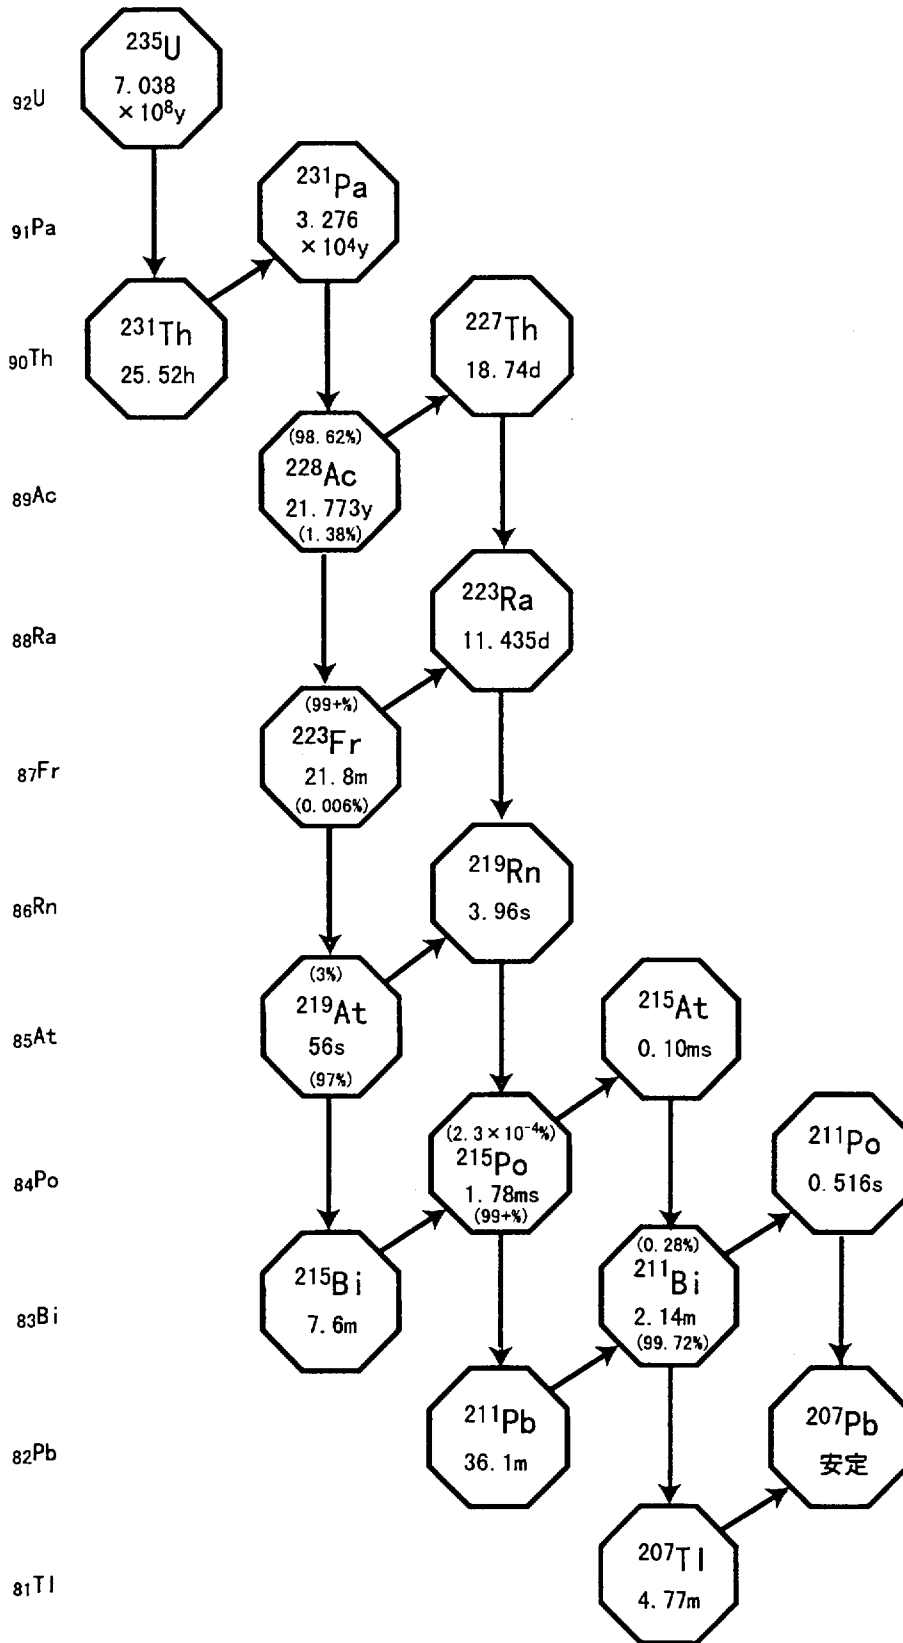 ²³⁵U
7.038
×10⁸y
₉₂U
²³¹Pa
3.276
×10⁴y
₉₁Pa
²³¹Th
25.52h
²²⁷Th
18.74d
₉₀Th
(98.62%)
²²⁸Ac
21.773y
(1.38%)
₈₉Ac
²²³Ra
11.435d
₈₈Ra
(99+%)
²²³Fr
21.8m
(0.006%)
₈₇Fr
²¹⁹Rn
3.96s
₈₆Rn
(3%)
²¹⁹At
56s
(97%)
²¹⁵At
0.10ms
₈₅At
(2.3×10⁻⁴%)
²¹⁵Po
1.78ms
(99+%)
²¹¹Po
0.516s
₈₄Po
²¹⁵Bi
7.6m
(0.28%)
²¹¹Bi
2.14m
(99.72%)
₈₃Bi
²¹¹Pb
36.1m
²⁰⁷Pb
安定
₈₂Pb
²⁰⁷Tl
4.77m
₈₁Tl